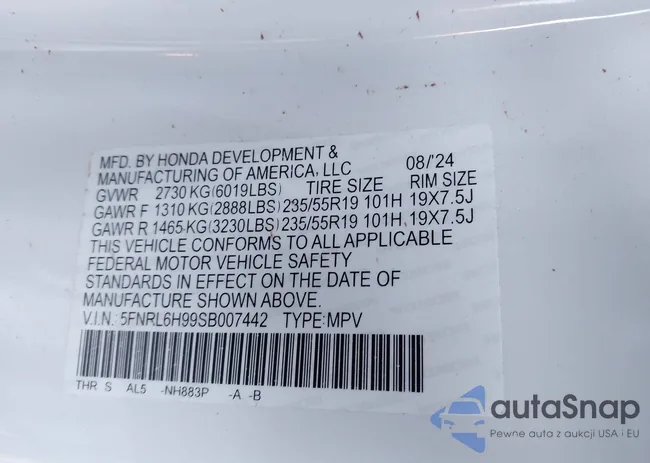 MFD. BY HONDA DEVELOPMENT &
MANUFACTURING OF AMERICA, LLC 08/'24
GVWR 2730 KG(6019LBS) TIRE SIZE RIM SIZE
GAWR F 1310 KG(2888LBS) 235/55R19 101H 19X7.5J
GAWR R 1465 KG(3230LBS) 235/55R19 101H 19X7.5J
THIS VEHICLE CONFORMS TO ALL APPLICABLE
FEDERAL MOTOR VEHICLE SAFETY
STANDARDS IN EFFECT ON THE DATE OF
MANUFACTURE SHOWN ABOVE.
V.I.N.: 5FNRL6H99SB007442 TYPE:MPV
THR S AL5 -NH883P -A -B
autaSnap
Pewne auta z aukcji USA i EU